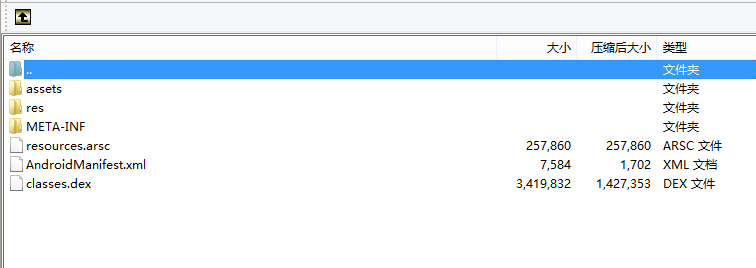 名称 大小 压缩后大小 类型
.. 文件夹
assets 文件夹
res 文件夹
META-INF 文件夹
resources.arsc 257,860 257,860 ARSC 文件
AndroidManifest.xml 7,584 1,702 XML 文档
classes.dex 3,419,832 1,427,353 DEX 文件